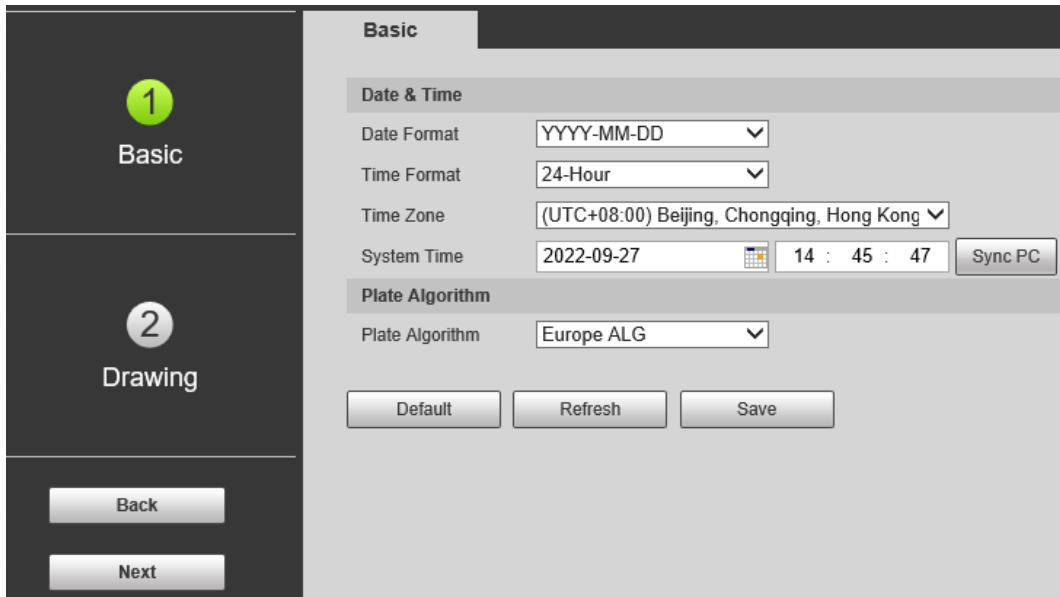 1
Basic
2
Drawing
Back
Next
Basic
Date & Time
Date Format YYYY-MM-DD
Time Format 24-Hour
Time Zone (UTC+08:00) Beijing, Chongqing, Hong Kong
System Time 2022-09-27 14 : 45 : 47 Sync PC
Plate Algorithm
Plate Algorithm Europe ALG
Default Refresh Save